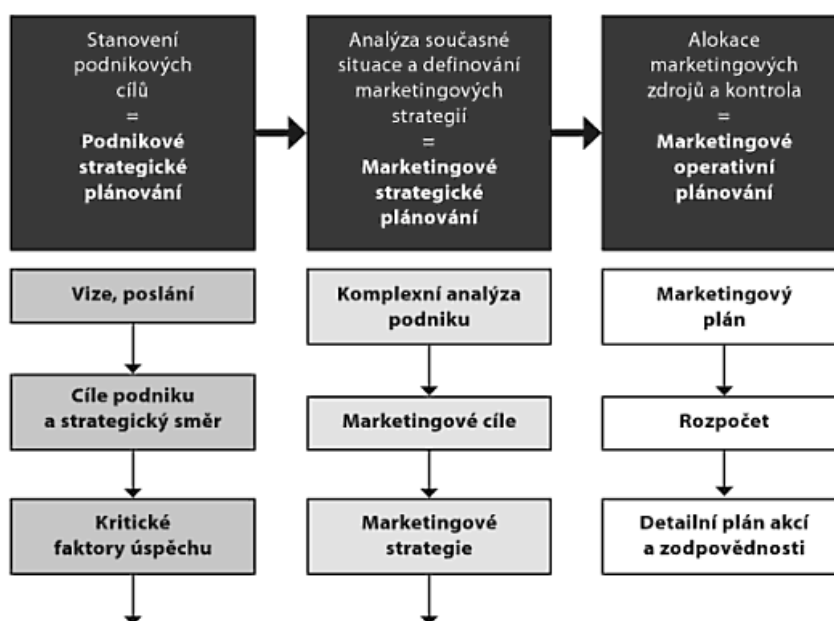 Stanovení
podnikových
cílů
=
Podnikové
strategické
plánování
Analýza současné
situace a definování
marketingových
strategií
=
Marketingové
strategické
plánování
Alokace
marketingových
zdrojů a kontrola
=
Marketingové
operativní
plánování
Vize, poslání
Cíle podniku
a strategický směr
Kritické
faktory úspěchu
Komplexní analýza
podniku
Marketingové cíle
Marketingové
strategie
Marketingový
plán
Rozpočet
Detailní plán akcí
a zodpovědnosti